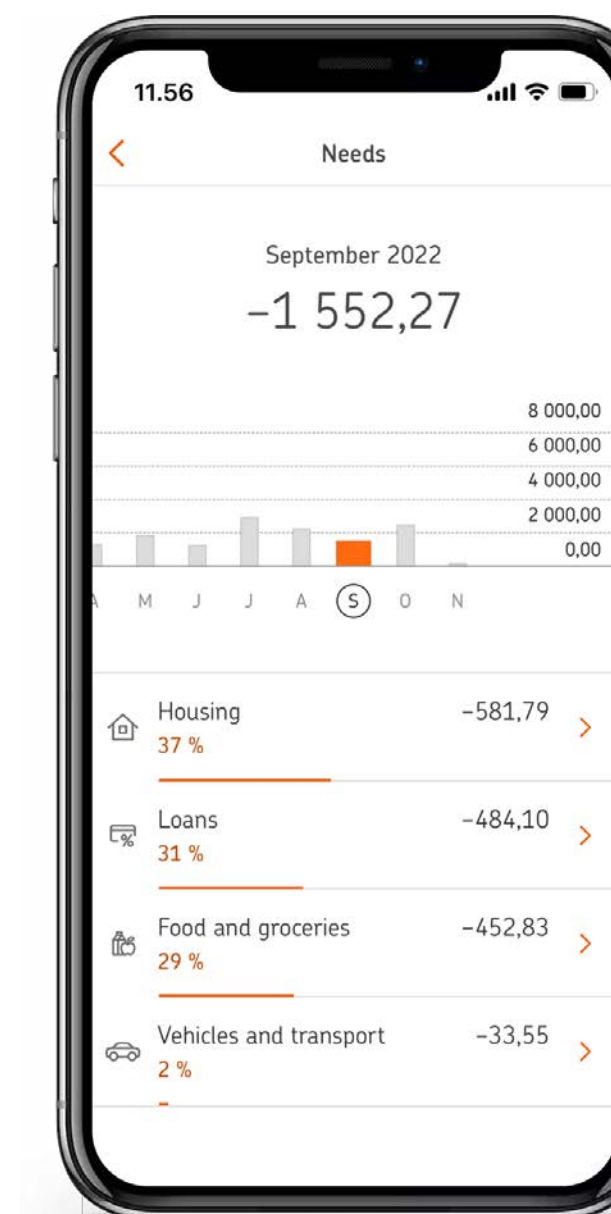 11.56
Needs
September 2022
−1 552,27
8 000,00
6 000,00
4 000,00
2 000,00
0,00
A M J J A S O N
Housing −581,79
37 %
Loans −484,10
31 %
Food and groceries −452,83
29 %
Vehicles and transport −33,55
2 %